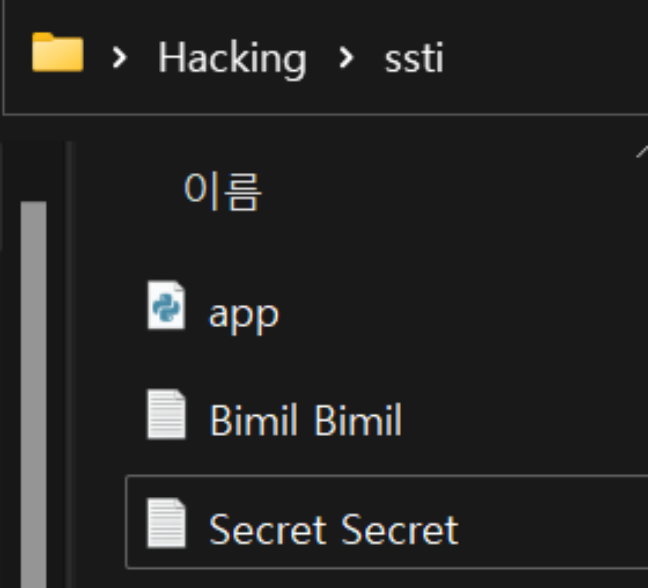 Hacking > ssti
이름
app
Bimil Bimil
Secret Secret